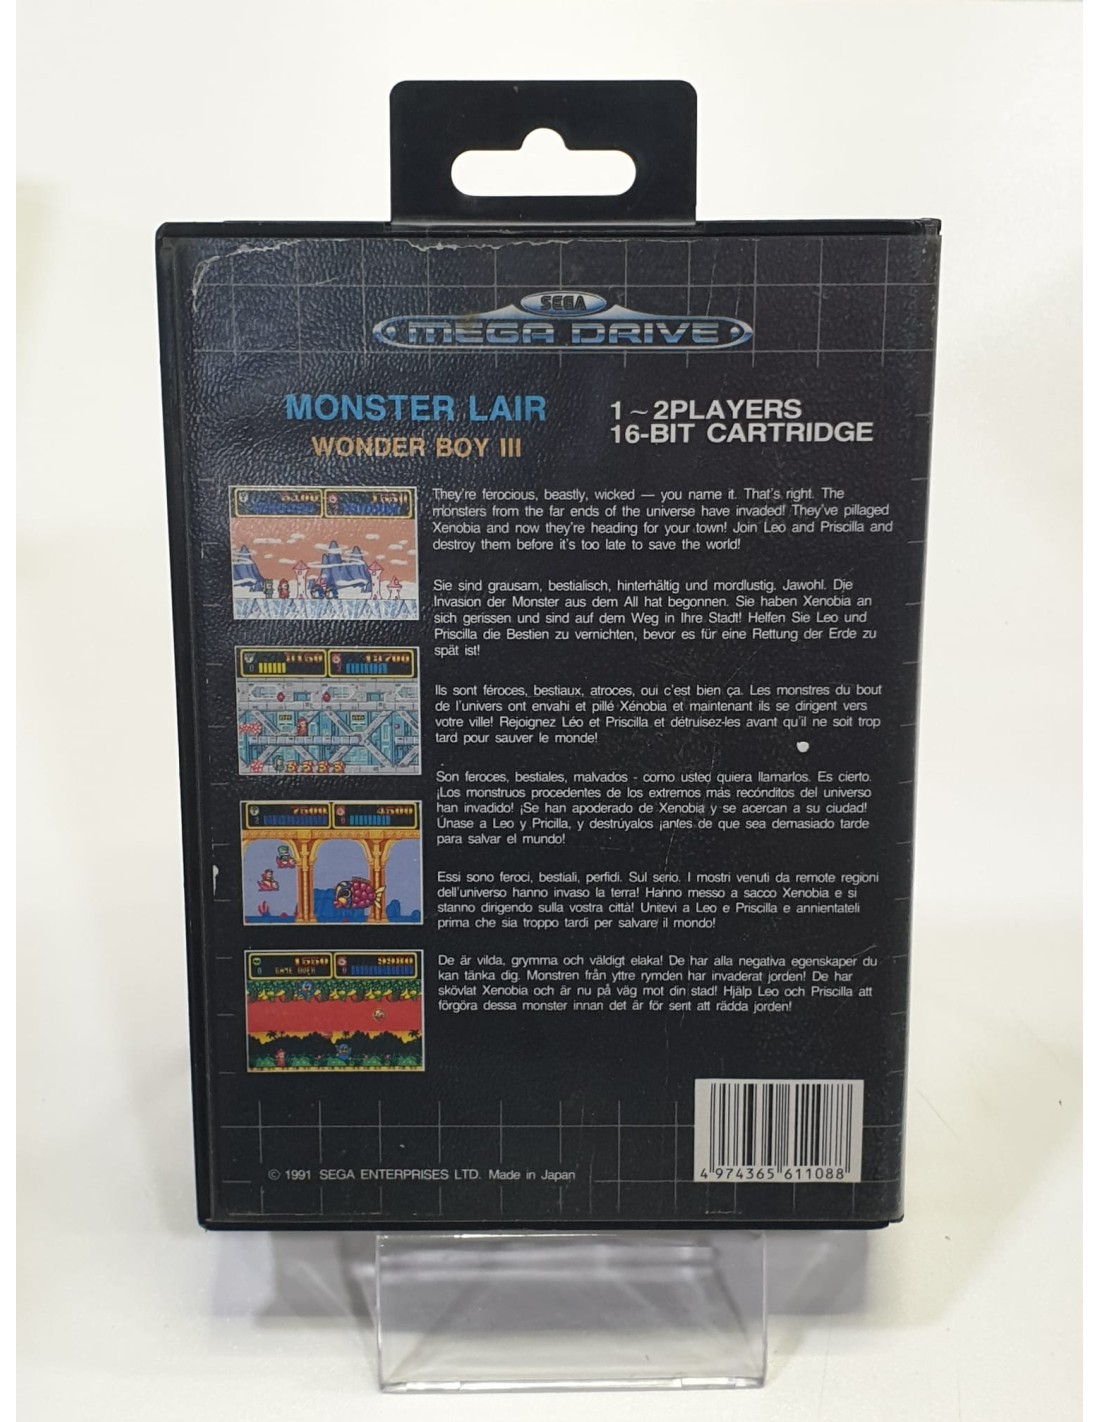 SEGA
MEGA DRIVE
MONSTER LAIR
WONDER BOY III
1~2PLAYERS
16-BIT CARTRIDGE
They're ferocious, beastly, wicked — you name it. That's right. The
monsters from the far ends of the universe have invaded! They've pillaged
Xenobia and now they're heading for your town! Join Leo and Priscilla and
destroy them before it's too late to save the world!
Sie sind grausam, bestialisch, hinterhältig und mordlustig. Jawohl. Die
Invasion der Monster aus dem All hat begonnen. Sie haben Xenobia an
sich gerissen und sind auf dem Weg in Ihre Stadt! Helfen Sie Leo und
Priscilla die Bestien zu vernichten, bevor es für eine Rettung der Erde zu
spät ist!
Ils sont féroces, bestiaux, atroces, oui c'est bien ça. Les monstres du bout
de l'univers ont envahi et pillé Xénobia et maintenant ils se dirigent vers
votre ville! Rejoignez Léo et Priscilla et détruisez-les avant qu'il ne soit trop
tard pour sauver le monde!
Son feroces, bestiales, malvados - como usted quiera llamarlos. Es cierto.
¡Los monstruos procedentes de los extremos más recónditos del universo
han invadido! ¡Se han apoderado de Xenobia y se acercan a su ciudad!
Únase a Leo y Pricilla, y destrúyalos ¡antes de que sea demasiado tarde
para salvar el mundo!
Essi sono feroci, bestiali, perfidi. Sul serio. I mostri venuti da remote regioni
dell'universo hanno invaso la terra! Hanno messo a sacco Xenobia e si
stanno dirigendo sulla vostra città! Unitevi a Leo e Priscilla e annientateli
prima che sia troppo tardi per salvare il mondo!
De är vilda, grymma och väldigt elaka! De har alla negativa egenskaper du
kan tänka dig. Monstren från yttre rymden har invaderat jorden! De har
skövlat Xenobia och är nu på väg mot din stad! Hjälp Leo och Priscilla att
förgöra dessa monster innan det är för sent att rädda jorden!
8150 13700
7500 4500
GAME OVER
© 1991 SEGA ENTERPRISES LTD. Made in Japan
4 974365 611088